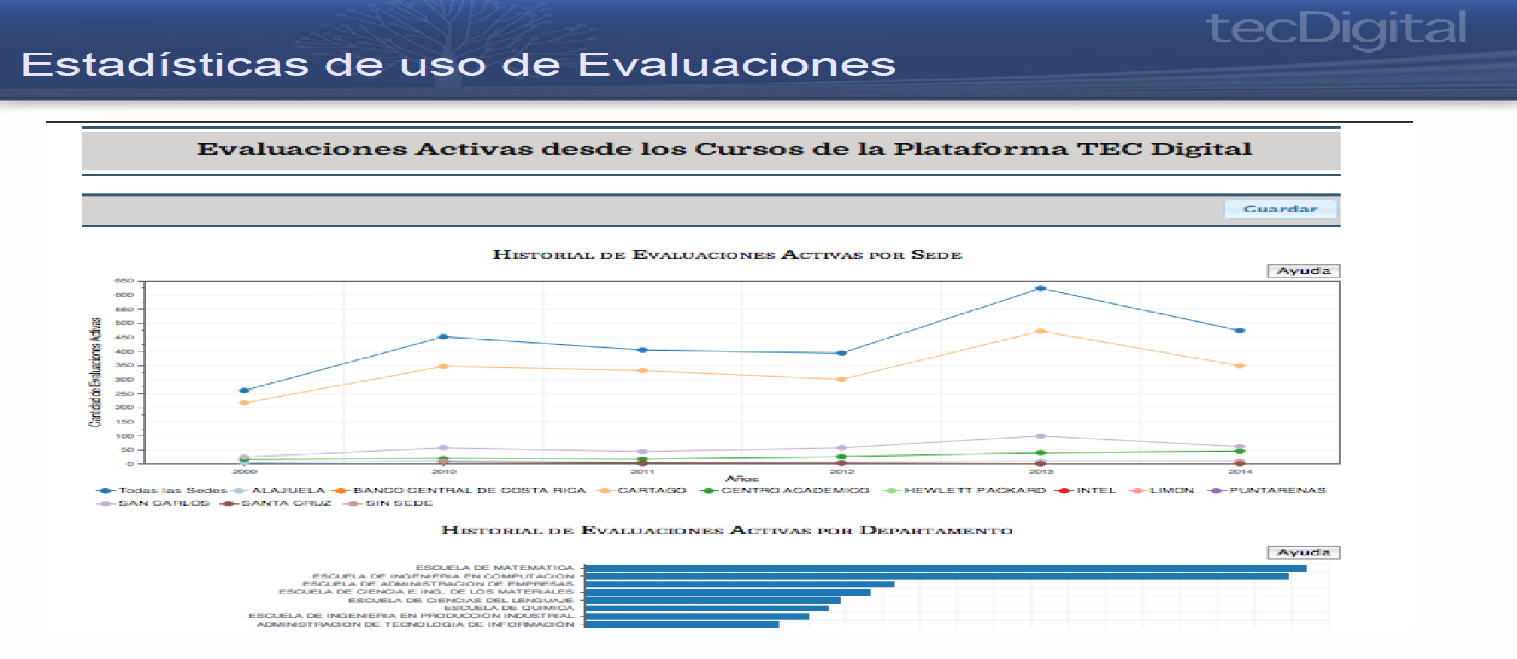 tecDigital
Estadísticas de uso de Evaluaciones
Evaluaciones Activas desde los Cursos de la Plataforma TEC Digital
Guardar
Historial de Evaluaciones Activas por Sede
Ayuda
Cantidad de Evaluaciones Activas
650
600
550
500
450
400
350
300
250
200
150
100
50
0
2009 2010 2011 2012 2013 2014
Años
Todas las Sedes ALAJUELA BANCO CENTRAL DE COSTA RICA CARTAGO CENTRO ACADEMICO HEWLETT PACKARD INTEL LIMON PUNTARENAS
SAN CARLOS SANTA CRUZ SIN SEDE
Historial de Evaluaciones Activas por Departamento
Ayuda
ESCUELA DE MATEMATICA
ESCUELA DE INGENIERIA EN COMPUTACION
ESCUELA DE ADMINISTRACION DE EMPRESAS
ESCUELA DE CIENCIA E ING. DE LOS MATERIALES
ESCUELA DE CIENCIAS DEL LENGUAJE
ESCUELA DE QUIMICA
ESCUELA DE INGENIERIA EN PRODUCCION INDUSTRIAL
ADMINISTRACION DE TECNOLOGIA DE INFORMACIÓN